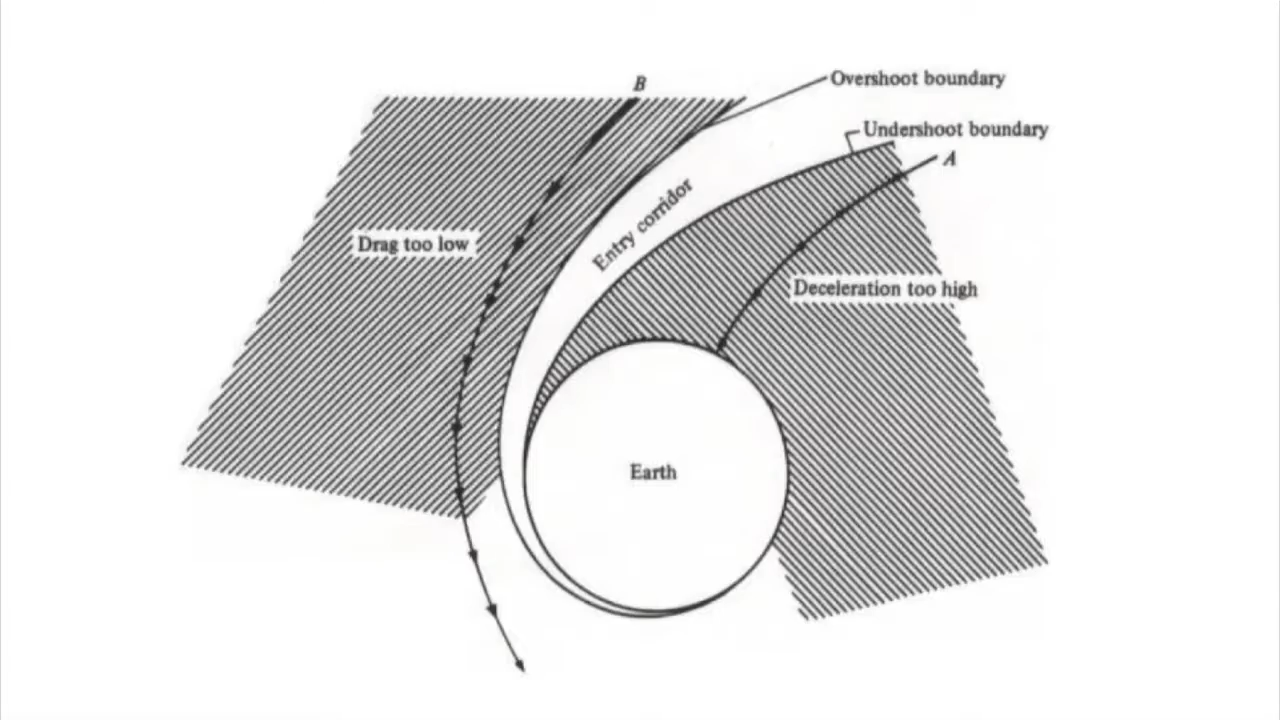 B
Overshoot boundary
Undershoot boundary
A
Entry corridor
Drag too low
Deceleration too high
Earth